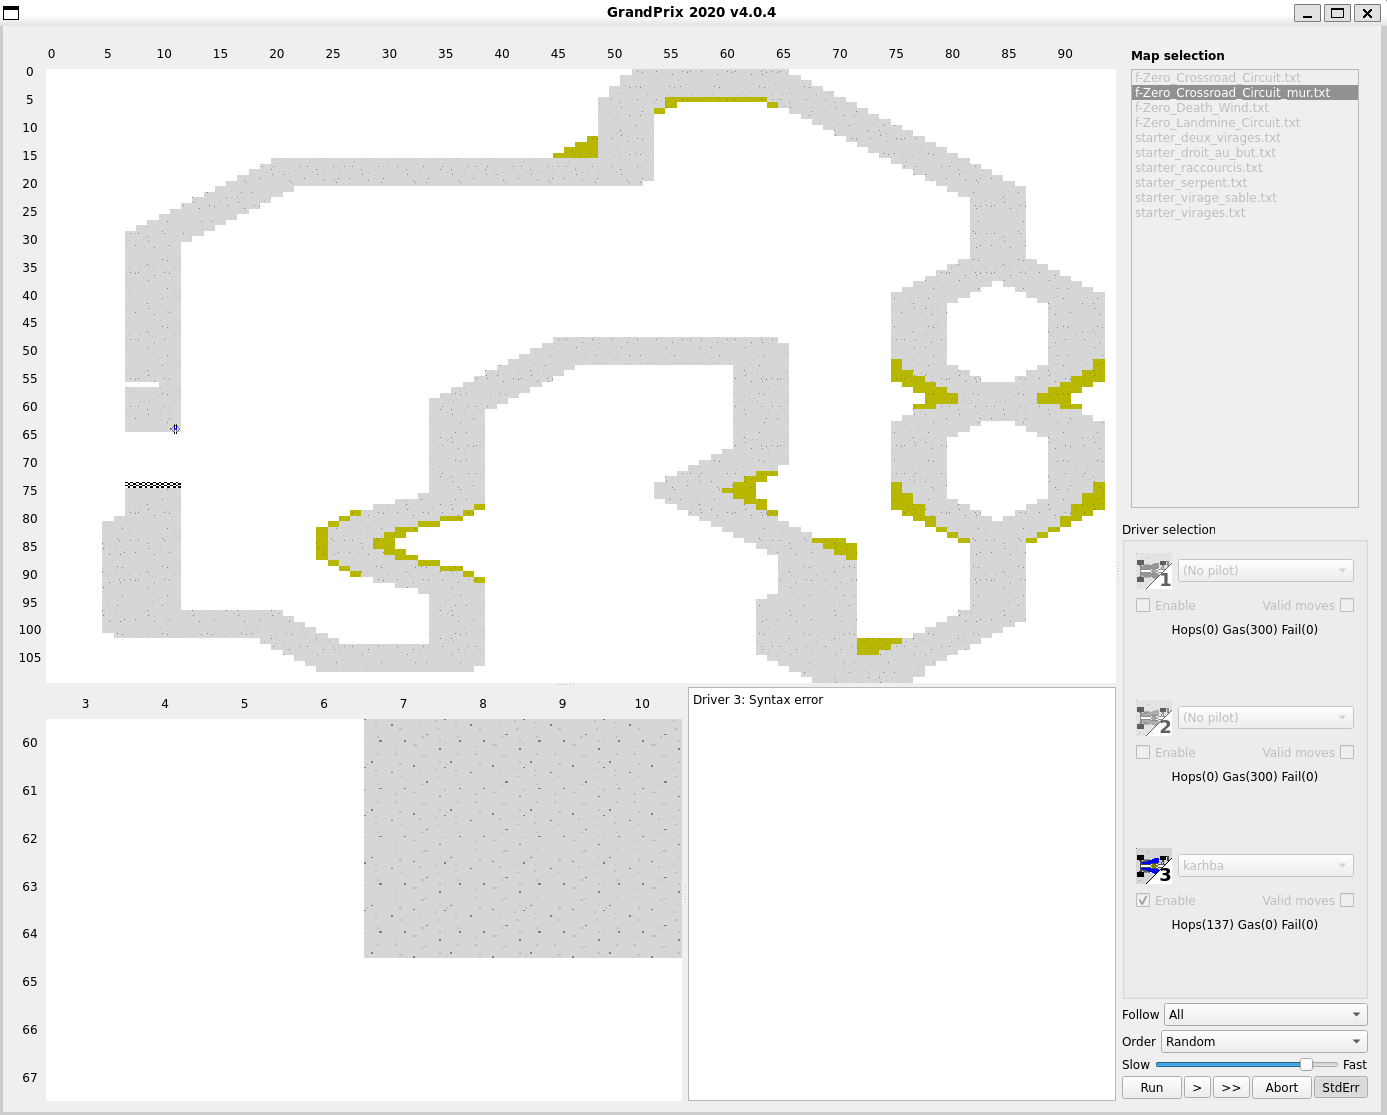 GrandPrix 2020 v4.0.4
0 5 10 15 20 25 30 35 40 45 50 55 60 65 70 75 80 85 90
0
5
10
15
20
25
30
35
40
45
50
55
60
65
70
75
80
85
90
95
100
105
Map selection
f-Zero_Crossroad_Circuit.txt
f-Zero_Crossroad_Circuit_mur.txt
f-Zero_Death_Wind.txt
f-Zero_Landmine_Circuit.txt
starter_deux_virages.txt
starter_droit_au_but.txt
starter_raccourcis.txt
starter_serpent.txt
starter_virage_sable.txt
starter_virages.txt
Driver selection
1 (No pilot)
Enable Valid moves
Hops(0) Gas(300) Fail(0)
2 (No pilot)
Enable Valid moves
Hops(0) Gas(300) Fail(0)
3 karhba
Enable Valid moves
Hops(137) Gas(0) Fail(0)
3 4 5 6 7 8 9 10
60
61
62
63
64
65
66
67
Driver 3: Syntax error
Follow All
Order Random
Slow Fast
Run > >> Abort StdErr